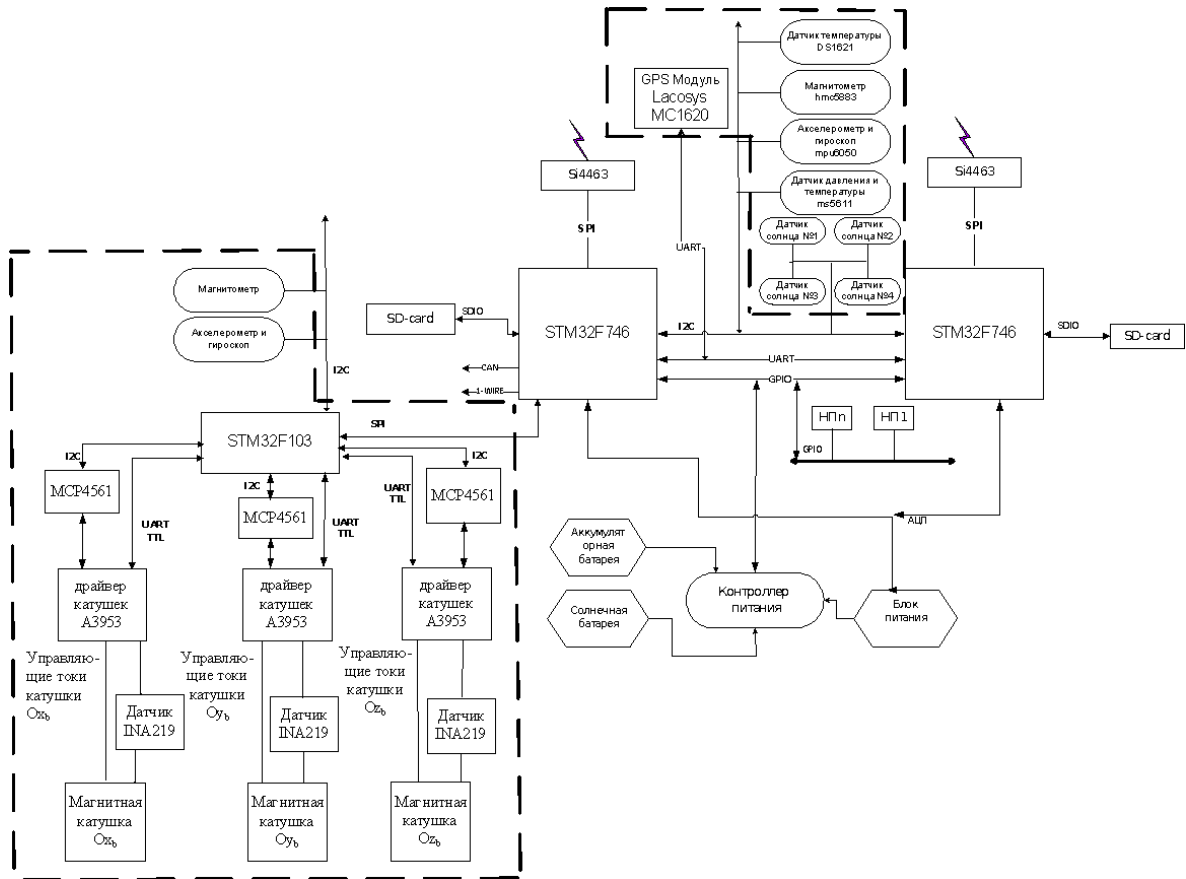 Датчик температуры
DS1621
GPS Модуль
Lacosys
MC1620
Магнитометр
hmc5883
Акселерометр и
гироскоп
mpu6050
Si4463
Si4463
Датчик давления и
температуры
ms5611
SPI
SPI
UART
Датчик
солнца №1
Датчик
солнца №2
Датчик
солнца №3
Датчик
солнца №4
Магнитометр
Акселерометр и
гироскоп
I2C
SD-card
SDIO
STM32F746
I2C
UART
GPIO
STM32F746
SDIO
SD-card
CAN
1-WIRE
НПn
НП1
GPIO
SPI
STM32F103
I2C
MCP4561
UART
TTL
I2C
MCP4561
UART
TTL
UART
TTL
I2C
MCP4561
АЦП
Аккумулят
орная
батарея
Солнечная
батарея
Контроллер
питания
Блок
питания
драйвер
катушек
A3953
драйвер
катушек
A3953
драйвер
катушек
A3953
Управляю-
щие токи
катушки
Oxb
Управляю-
щие токи
катушки
Oyb
Управляю-
щие токи
катушки
Ozb
Датчик
INA219
Датчик
INA219
Датчик
INA219
Магнитная
катушка
Oxb
Магнитная
катушка
Oyb
Магнитная
катушка
Ozb